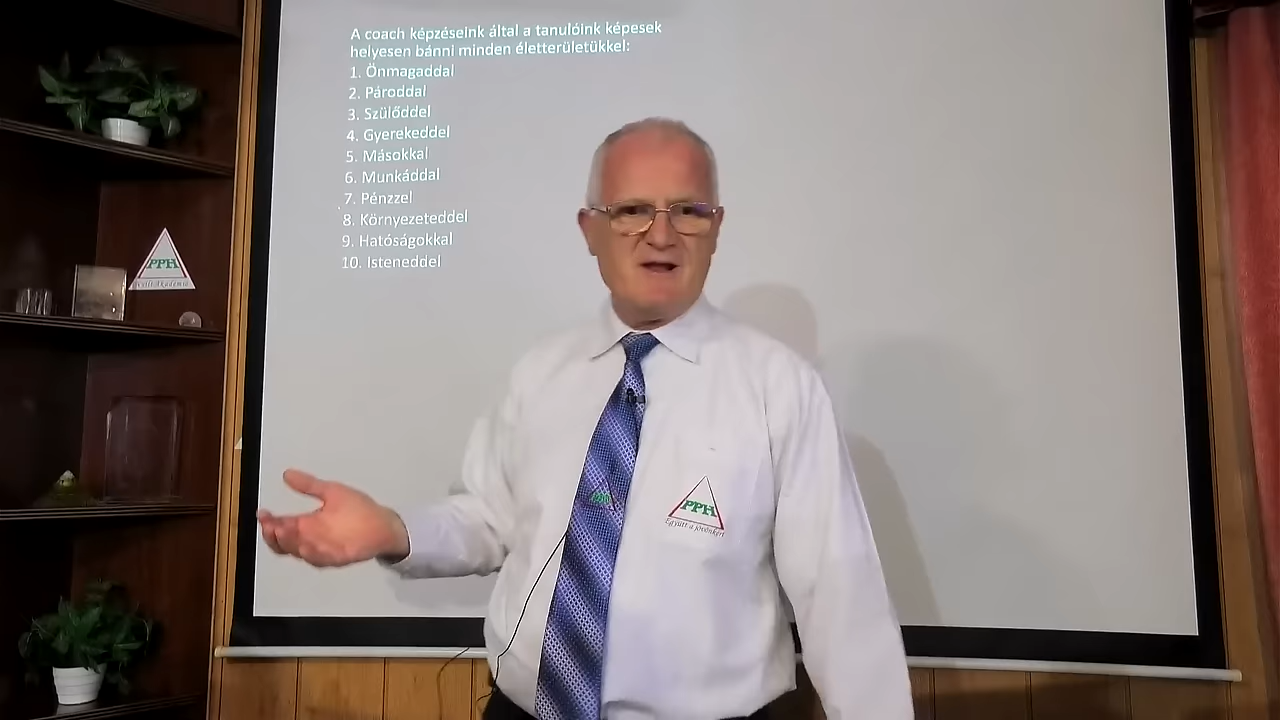 A coach képzéseink által a tanulóink képesek
helyesen bánni minden életterületükkel:
1. Önmagaddal
2. Pároddal
3. Szülőddel
4. Gyerekeddel
5. Másokkal
6. Munkáddal
7. Pénzzel
8. Környezeteddel
9. Hatóságokkal
10. Isteneddel
PPH
Akadémia
PPH
Együtt a jövőnkért